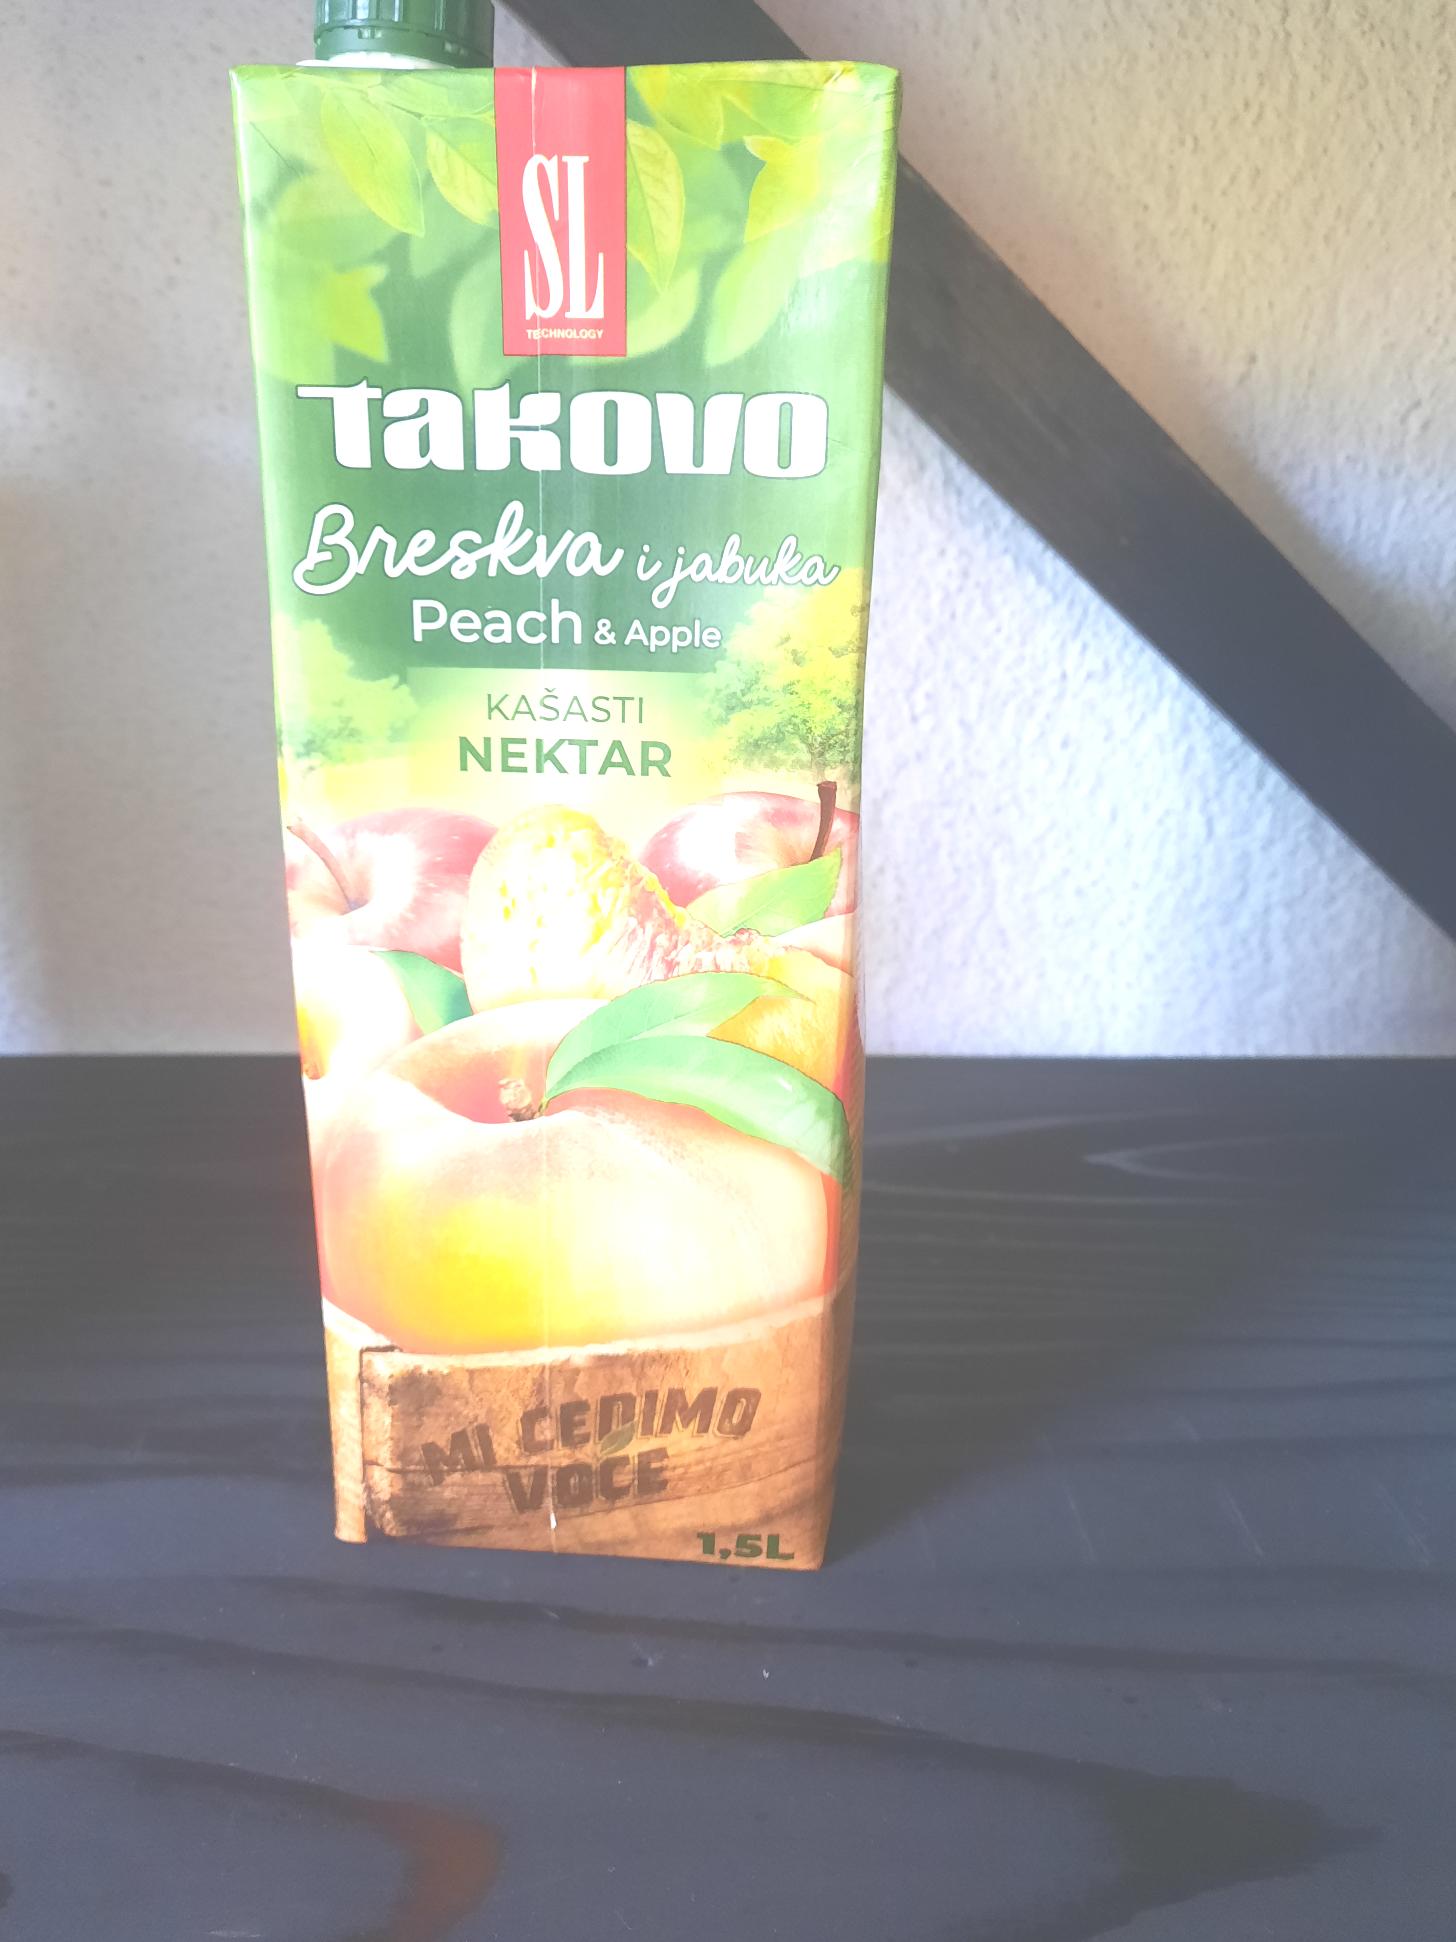 SL
TECHNOLOGY
Takovo
Breskva i jabuka
Peach & Apple
KAŠASTI
NEKTAR
MI CEDIMO
VOĆE
1,5L